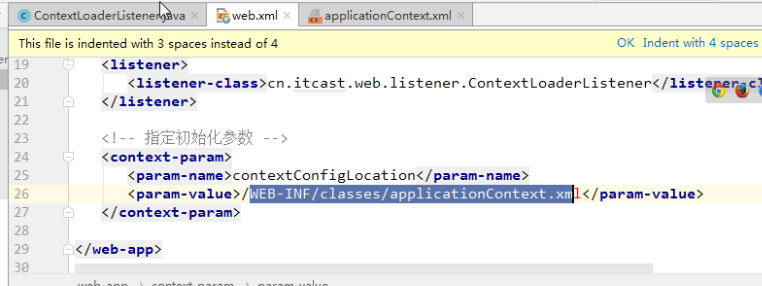 ContextLoaderListener.java × web.xml × applicationContext.xml ×
This file is indented with 3 spaces instead of 4 OK Indent with 4 spaces
19 <listener>
20 <listener-class>cn.itcast.web.listener.ContextLoaderListener</listener-cl
21 </listener>
22
23 <!-- 指定初始化参数 -->
24 <context-param>
25 <param-name>contextConfigLocation</param-name>
26 <param-value>/WEB-INF/classes/applicationContext.xml</param-value>
27 </context-param>
28
29 </web-app>
30
web-app context-param param-value